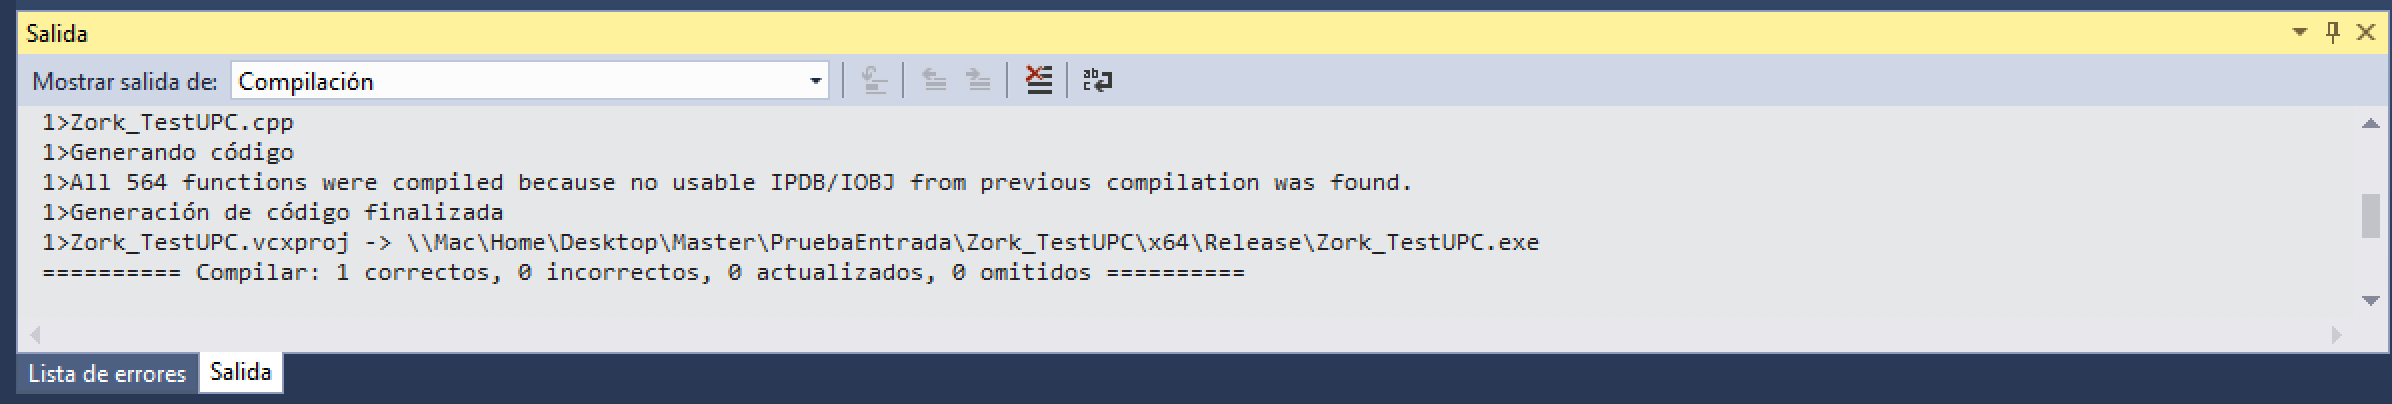 Salida
Mostrar salida de: Compilación
1>Zork_TestUPC.cpp
1>Generando código
1>All 564 functions were compiled because no usable IPDB/IOBJ from previous compilation was found.
1>Generación de código finalizada
1>Zork_TestUPC.vcxproj -> \\Mac\Home\Desktop\Master\PruebaEntrada\Zork_TestUPC\x64\Release\Zork_TestUPC.exe
========== Compilar: 1 correctos, 0 incorrectos, 0 actualizados, 0 omitidos ==========
Lista de errores Salida